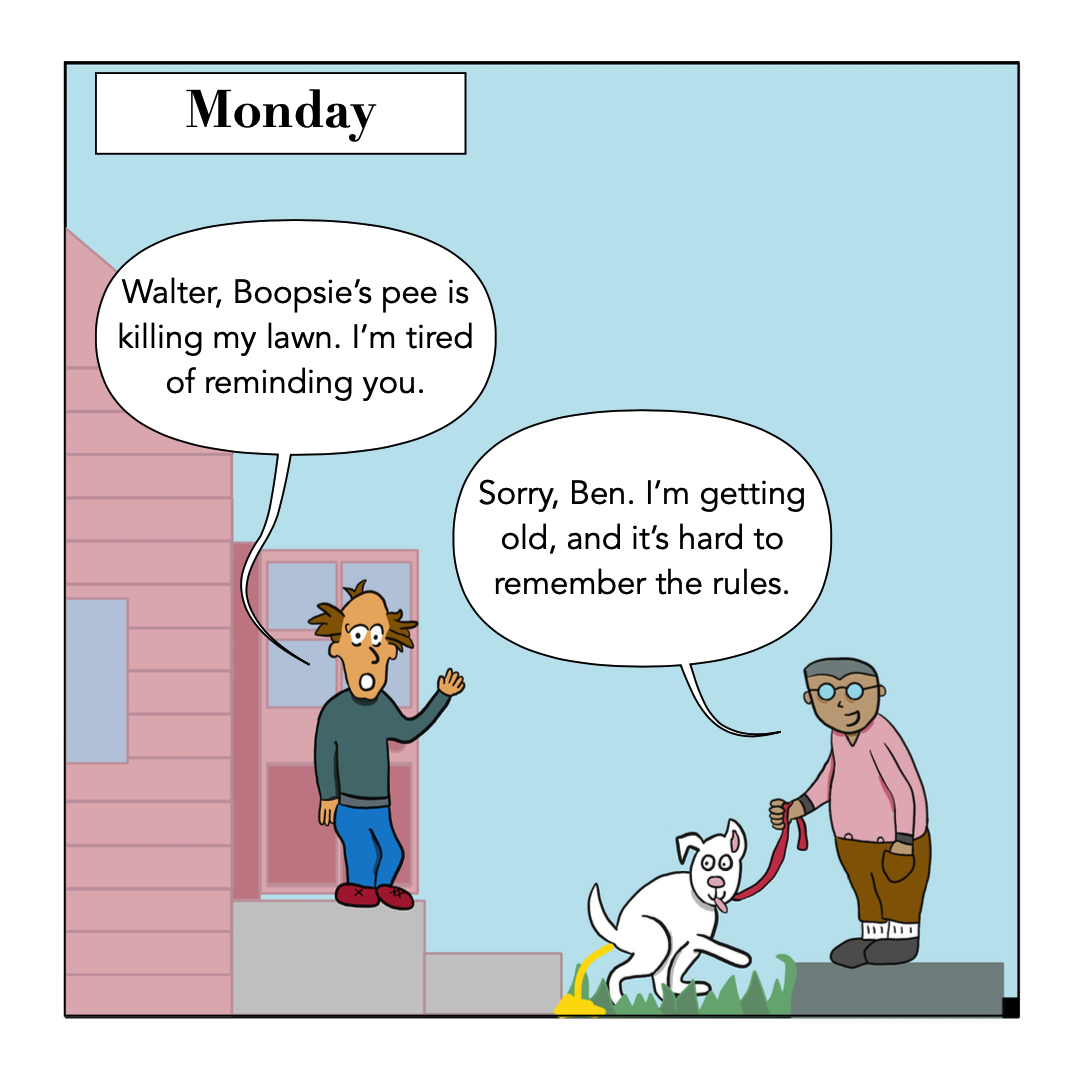 Monday
Walter, Boopsie’s pee is
killing my lawn. I’m tired
of reminding you.
Sorry, Ben. I’m getting
old, and it’s hard to
remember the rules.